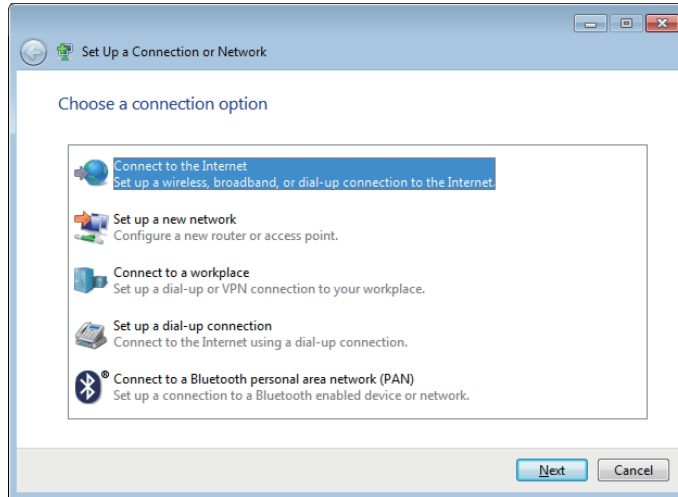 Set Up a Connection or Network
Choose a connection option
Connect to the Internet
Set up a wireless, broadband, or dial-up connection to the Internet.
Set up a new network
Configure a new router or access point.
Connect to a workplace
Set up a dial-up or VPN connection to your workplace.
Set up a dial-up connection
Connect to the Internet using a dial-up connection.
®
Connect to a Bluetooth personal area network (PAN)
Set up a connection to a Bluetooth enabled device or network.
Next Cancel